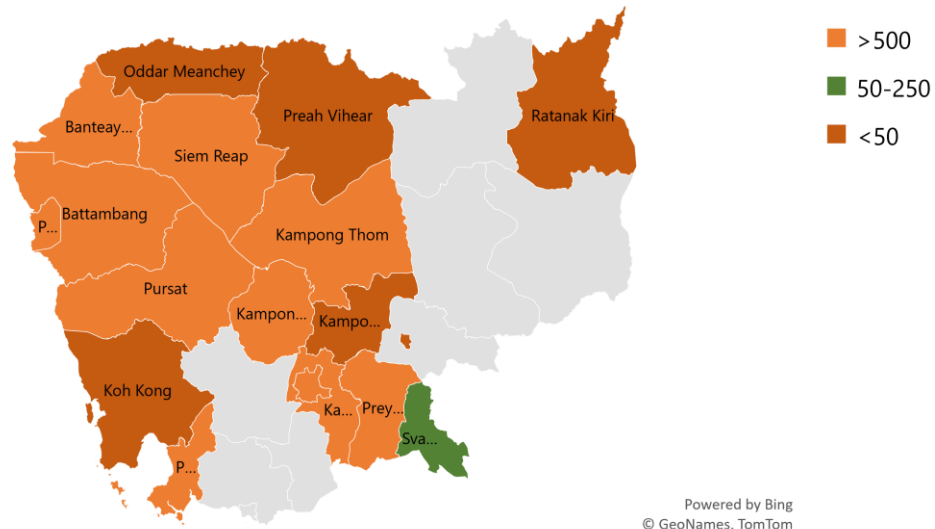 >500
50-250
<50
Oddar Meanchey
Preah Vihear
Ratanak Kiri
Banteay...
Siem Reap
Battambang
P...
Kampong Thom
Pursat
Kampon...
Kampo...
Koh Kong
Ka...
Prey...
Sva...
P...
Powered by Bing
© GeoNames, TomTom